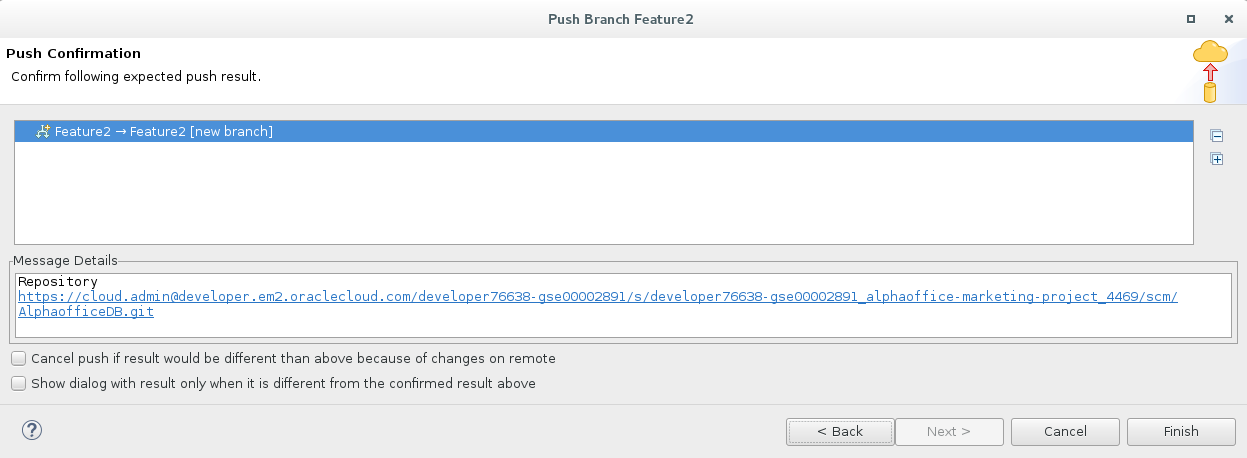 Push Branch Feature2
Push Confirmation
Confirm following expected push result.
Feature2 → Feature2 [new branch]
Message Details
Repository
https://cloud.admin@developer.em2.oraclecloud.com/developer76638-gse00002891/s/developer76638-gse00002891_alphaoffice-marketing-project_4469/scm/
AlphaofficeDB.git
Cancel push if result would be different than above because of changes on remote
Show dialog with result only when it is different from the confirmed result above
< Back
Next >
Cancel
Finish